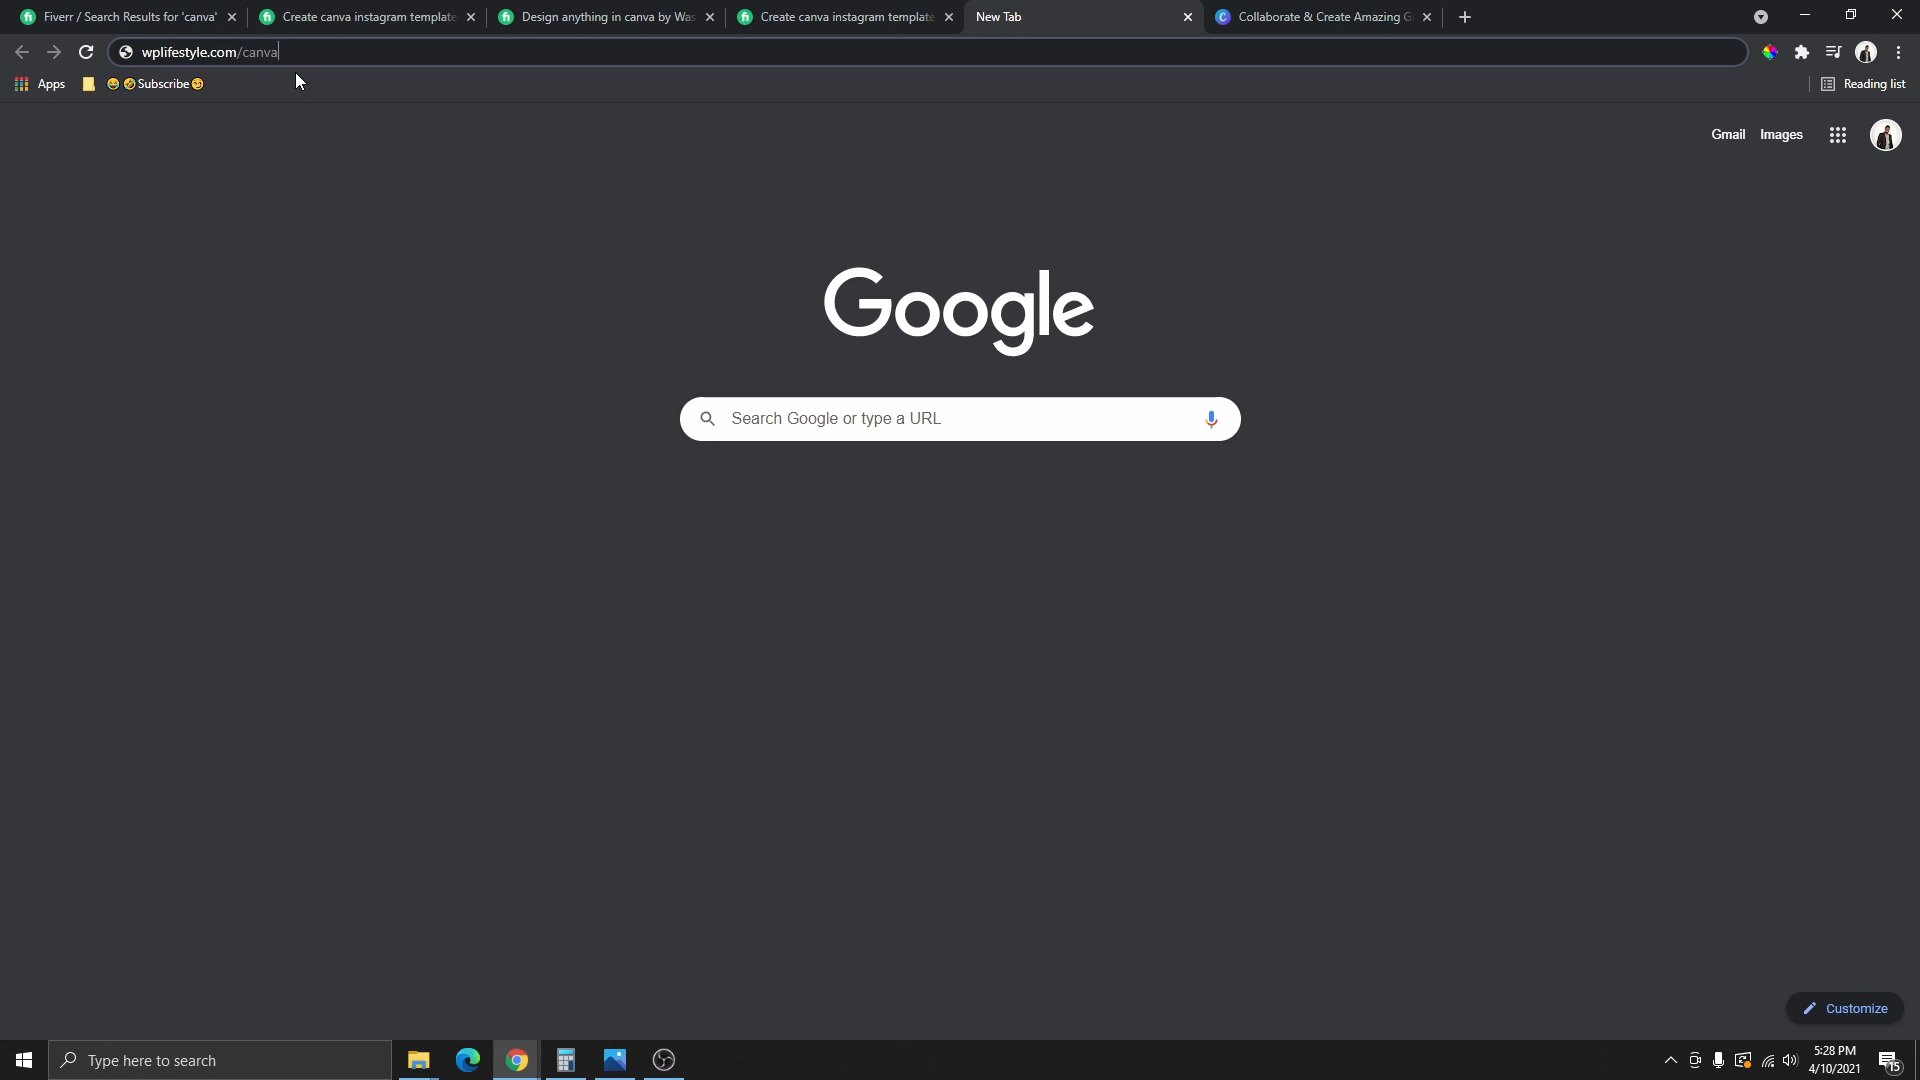 Fiverr / Search Results for 'canva'
Create canva instagram template
Design anything in canva by Was
Create canva instagram template
New Tab
Collaborate & Create Amazing G
wplifestyle.com/canva
Apps
😂 🤣Subscribe😏
Reading list
Gmail
Images
Google
Search Google or type a URL
Customize
Type here to search
5:28 PM
4/10/2021
15